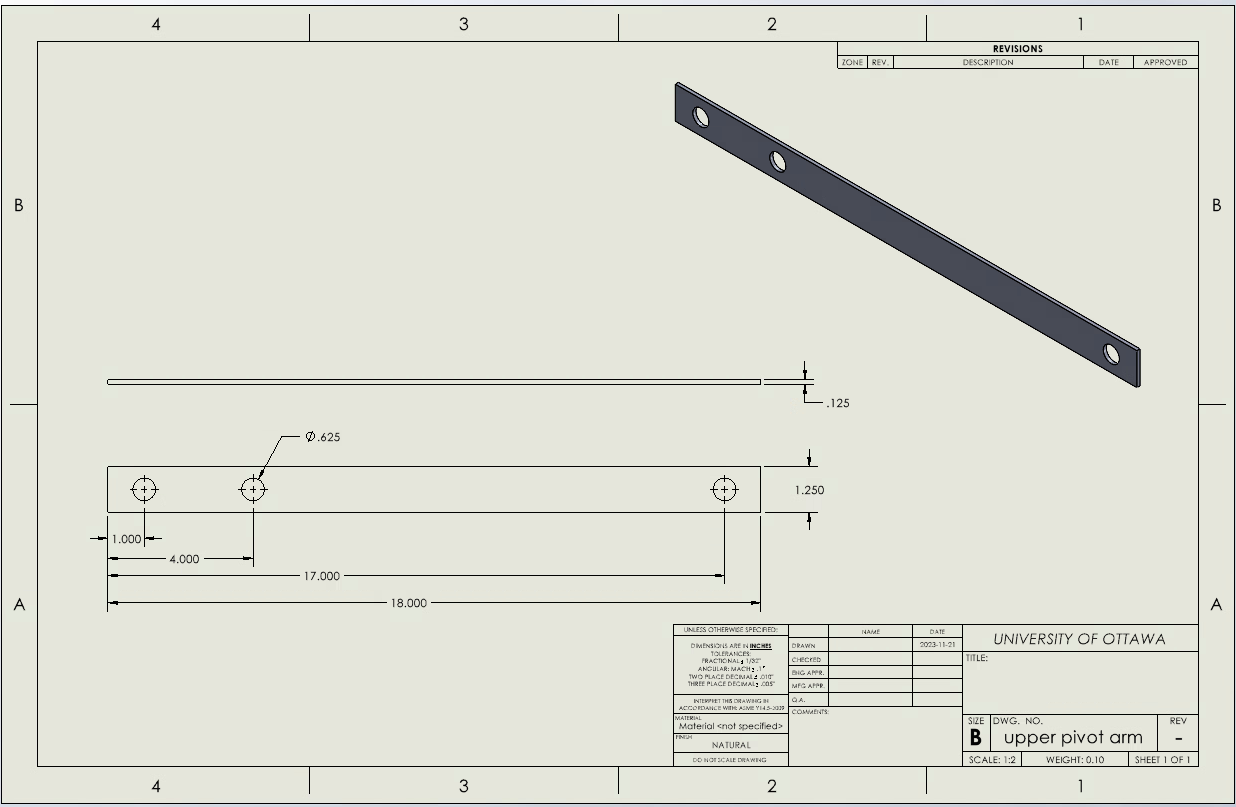 4 3 2 1
REVISIONS
ZONE REV. DESCRIPTION DATE APPROVED
B B
.125
Ø.625
1.250
1.000
4.000
17.000
18.000
A A
UNLESS OTHERWISE SPECIFIED:
DIMENSIONS ARE IN INCHES
TOLERANCES:
FRACTIONAL ± 1/32"
ANGULAR: MACH ± .1°
TWO PLACE DECIMAL ± .010"
THREE PLACE DECIMAL ± .005"
INTERPRET THIS DRAWING IN
ACCORDANCE WITH: ASME Y14.5-2009
MATERIAL
Material <not specified>
FINISH
NATURAL
DO NOT SCALE DRAWING
NAME DATE
DRAWN 2023-11-21
CHECKED
ENG APPR.
MFG APPR.
Q.A.
COMMENTS:
UNIVERSITY OF OTTAWA
TITLE:
SIZE DWG. NO. REV
B upper pivot arm -
SCALE: 1:2 WEIGHT: 0.10 SHEET 1 OF 1
4 3 2 1